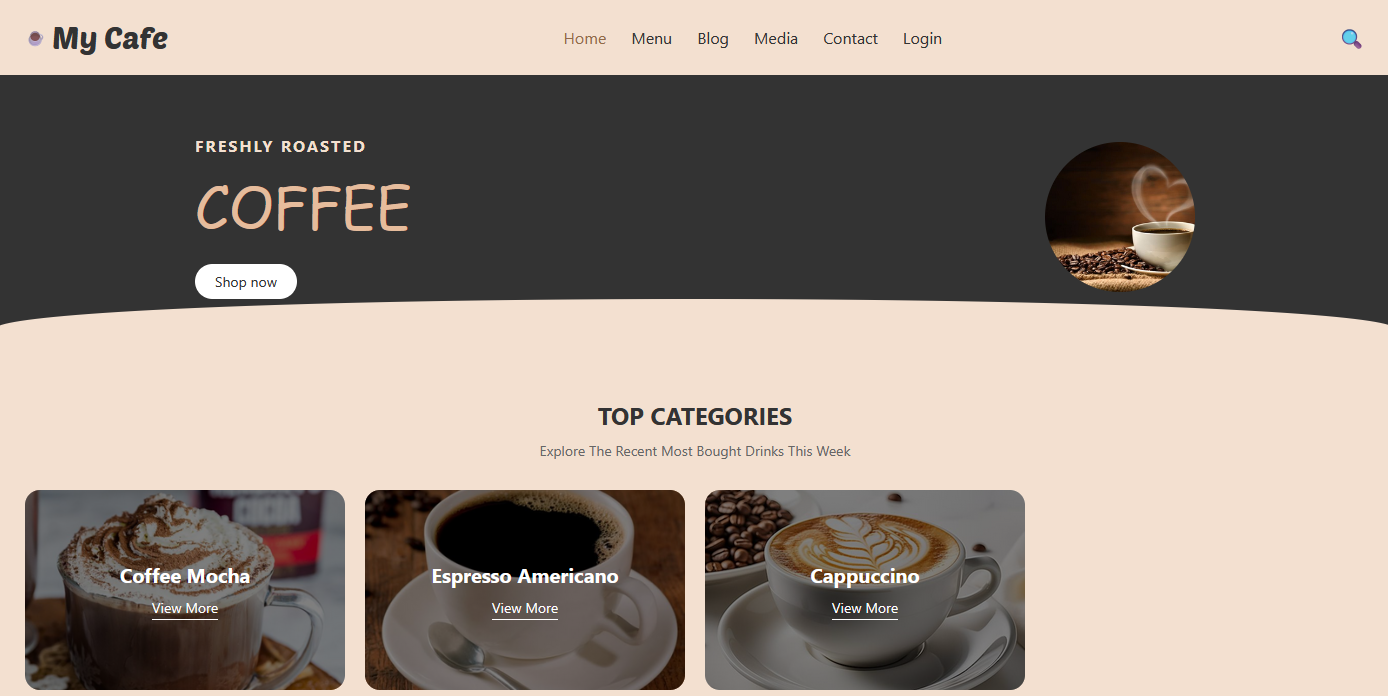 My Cafe
Home Menu Blog Media Contact Login
FRESHLY ROASTED
COFFEE
Shop now
TOP CATEGORIES
Explore The Recent Most Bought Drinks This Week
Coffee Mocha
View More
Espresso Americano
View More
Cappuccino
View More